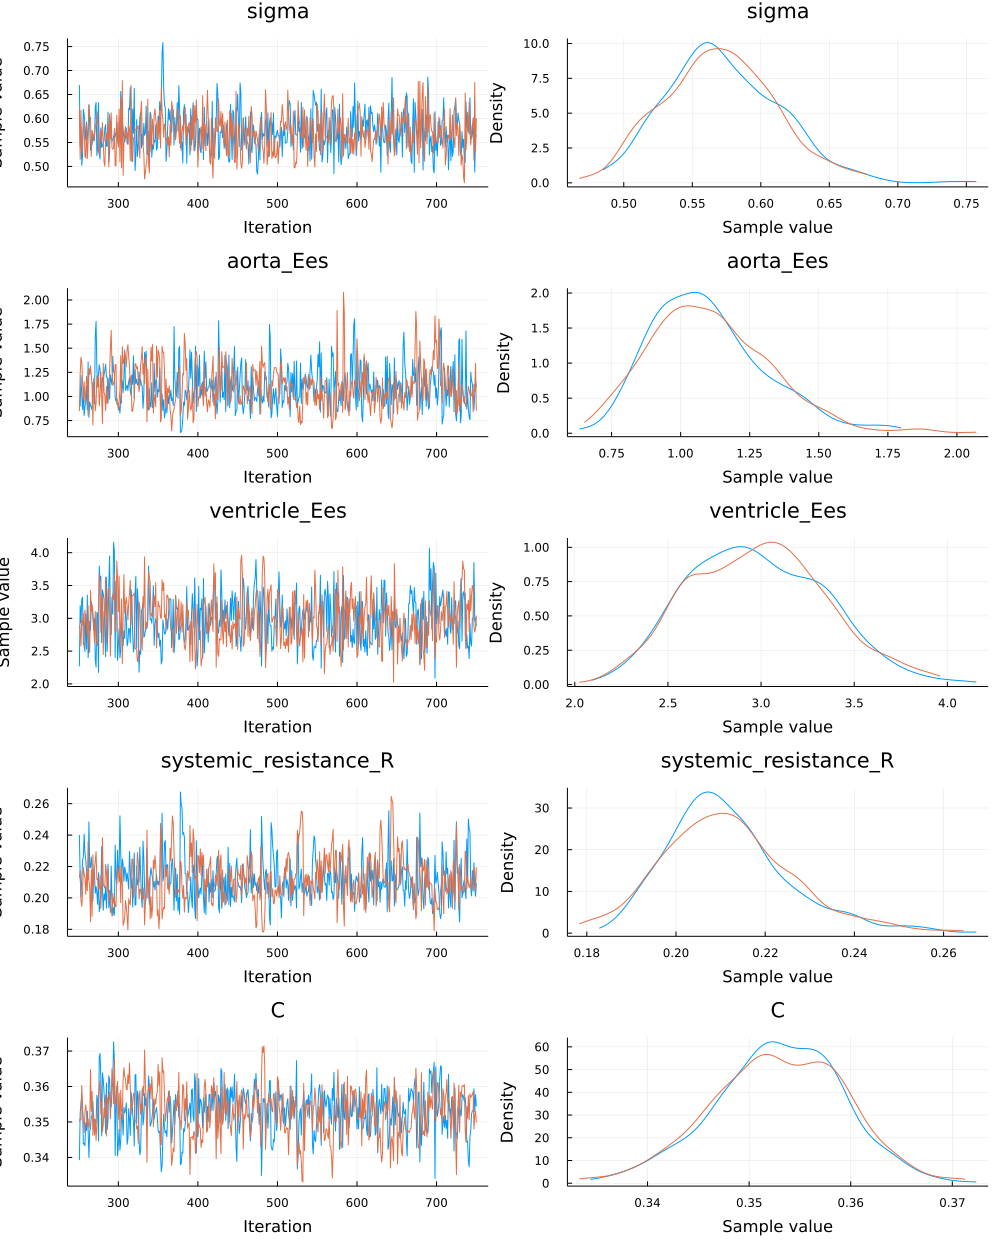 sigma
sigma
0.75
0.70
0.65
0.60
0.55
0.50
300 400 500 600 700
Iteration
Density
10.0
7.5
5.0
2.5
0.0
0.50 0.55 0.60 0.65 0.70 0.75
Sample value
aorta_Ees
aorta_Ees
2.00
1.75
1.50
1.25
1.00
0.75
300 400 500 600 700
Iteration
Density
2.0
1.5
1.0
0.5
0.0
0.75 1.00 1.25 1.50 1.75 2.00
Sample value
ventricle_Ees
ventricle_Ees
Sample value
4.0
3.5
3.0
2.5
2.0
300 400 500 600 700
Iteration
Density
1.00
0.75
0.50
0.25
0.00
2.0 2.5 3.0 3.5 4.0
Sample value
systemic_resistance_R
systemic_resistance_R
0.26
0.24
0.22
0.20
0.18
300 400 500 600 700
Iteration
Density
30
20
10
0
0.18 0.20 0.22 0.24 0.26
Sample value
C
C
0.37
0.36
0.35
0.34
300 400 500 600 700
Iteration
Density
60
50
40
30
20
10
0
0.34 0.35 0.36 0.37
Sample value